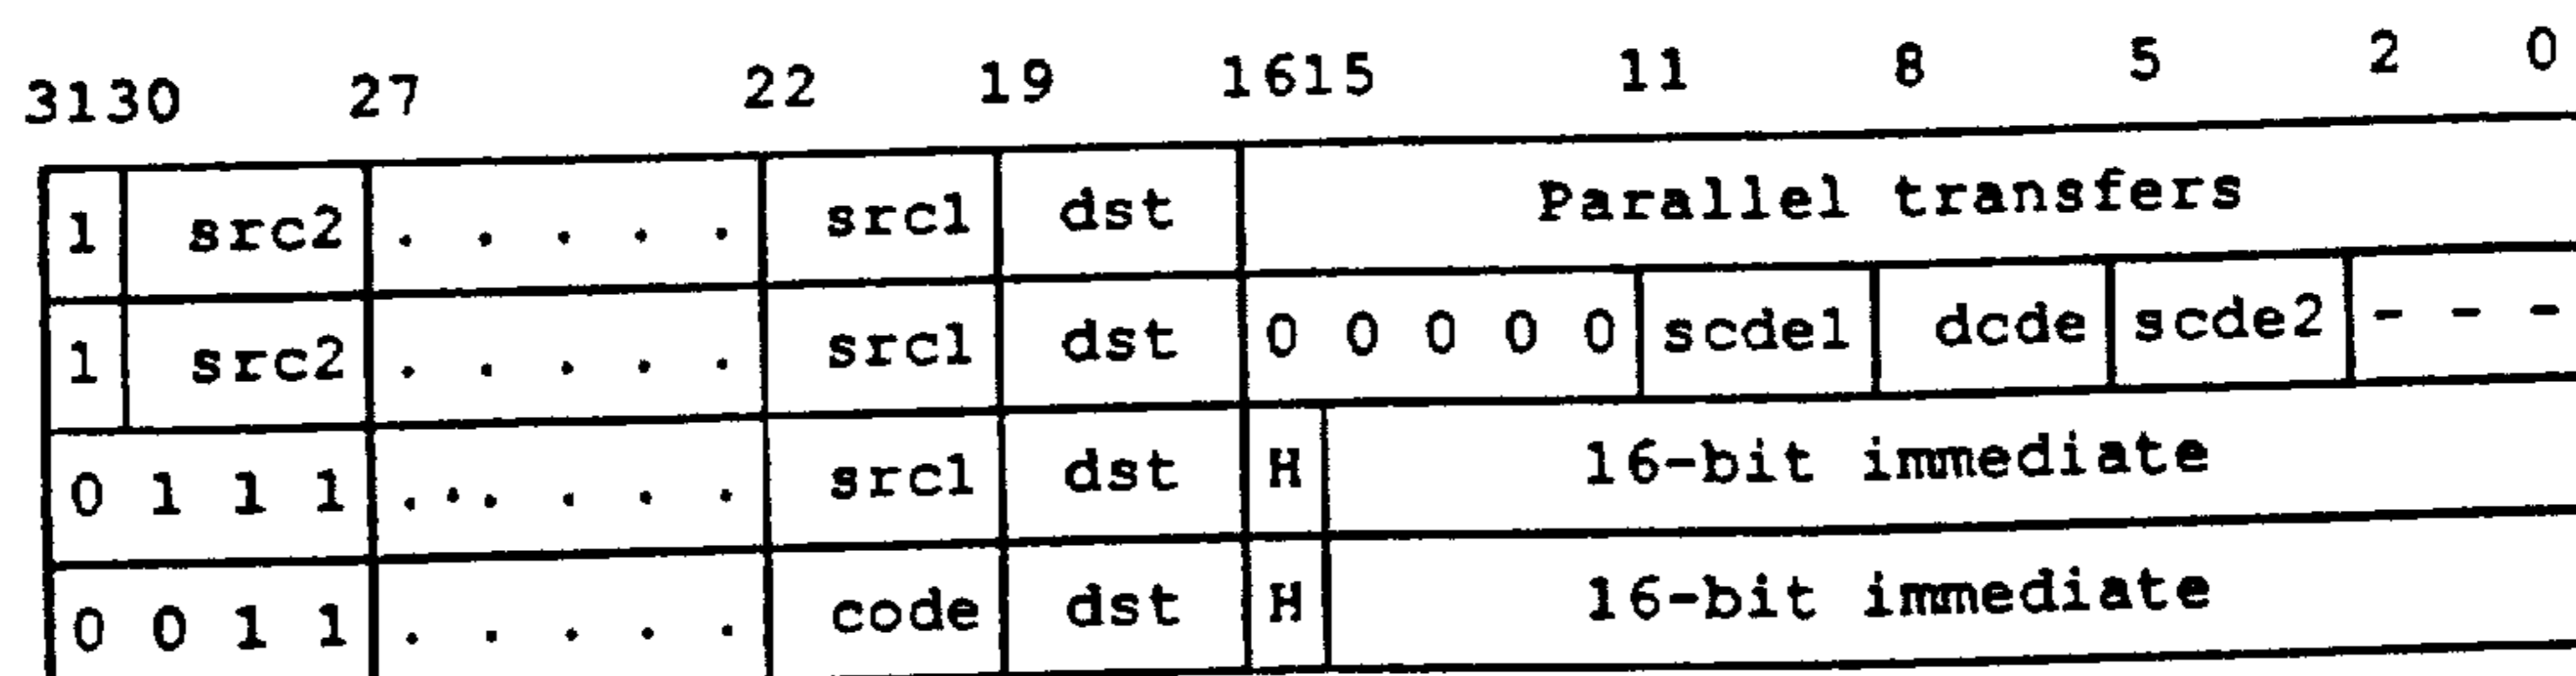 3130 27 22 19 1615 11 8 5 2 0
1 src2 . . . . . src1 dst Parallel transfers
1 src2 . . . . . src1 dst 0 0 0 0 0 scde1 dcde scde2 - - -
0 1 1 1 . . . . . . src1 dst H 16-bit immediate
0 0 1 1 . . . . . code dst H 16-bit immediate